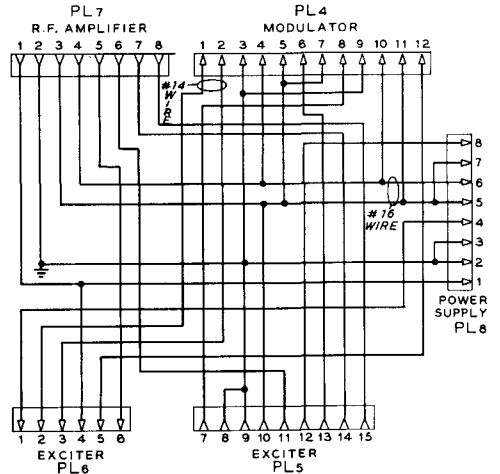 PL7
R.F. AMPLIFIER
1 2 3 4 5 6 7 8
PL4
MODULATOR
1 2 3 4 5 6 7 8 9 10 11 12
#14
WIRE
8
7
6
5
4
3
2
1
#16
WIRE
POWER
SUPPLY
PL8
1 2 3 4 5 6
EXCITER
PL6
7 8 9 10 11 12 13 14 15
EXCITER
PL5